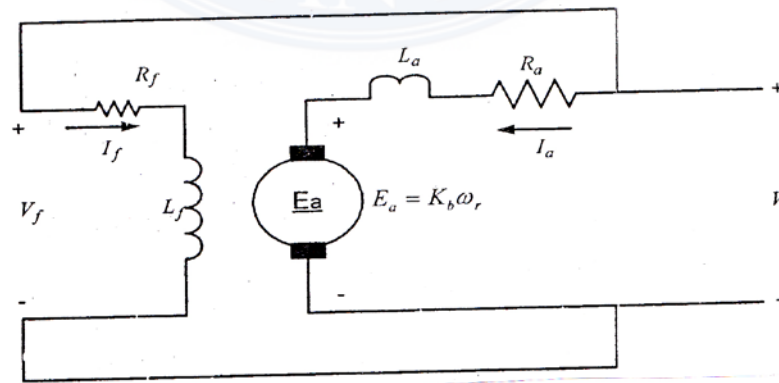 L_a
R_f
R_a
+
I_f
+
I_a
+
V_f
L_f
Ea
E_a = K_b ω_r
-
-
-